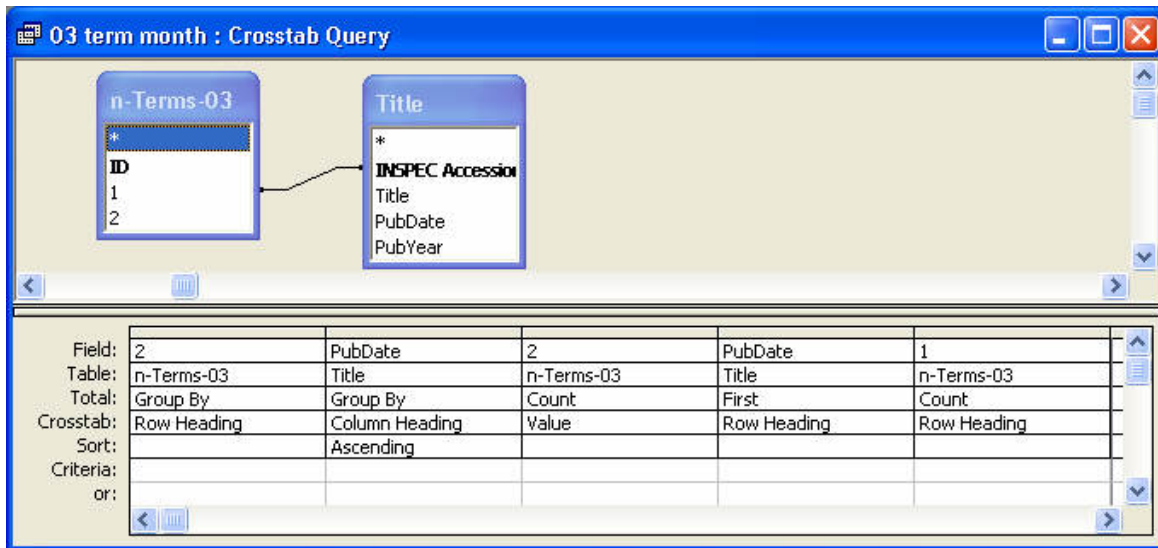 03 term month : Crosstab Query
n-Terms-03
*
ID
1
2
Title
*
INSPEC Accession
Title
PubDate
PubYear
Field: 2 PubDate 2 PubDate 1
Table: n-Terms-03 Title n-Terms-03 Title n-Terms-03
Total: Group By Group By Count First Count
Crosstab: Row Heading Column Heading Value Row Heading Row Heading
Sort: Ascending
Criteria:
or: